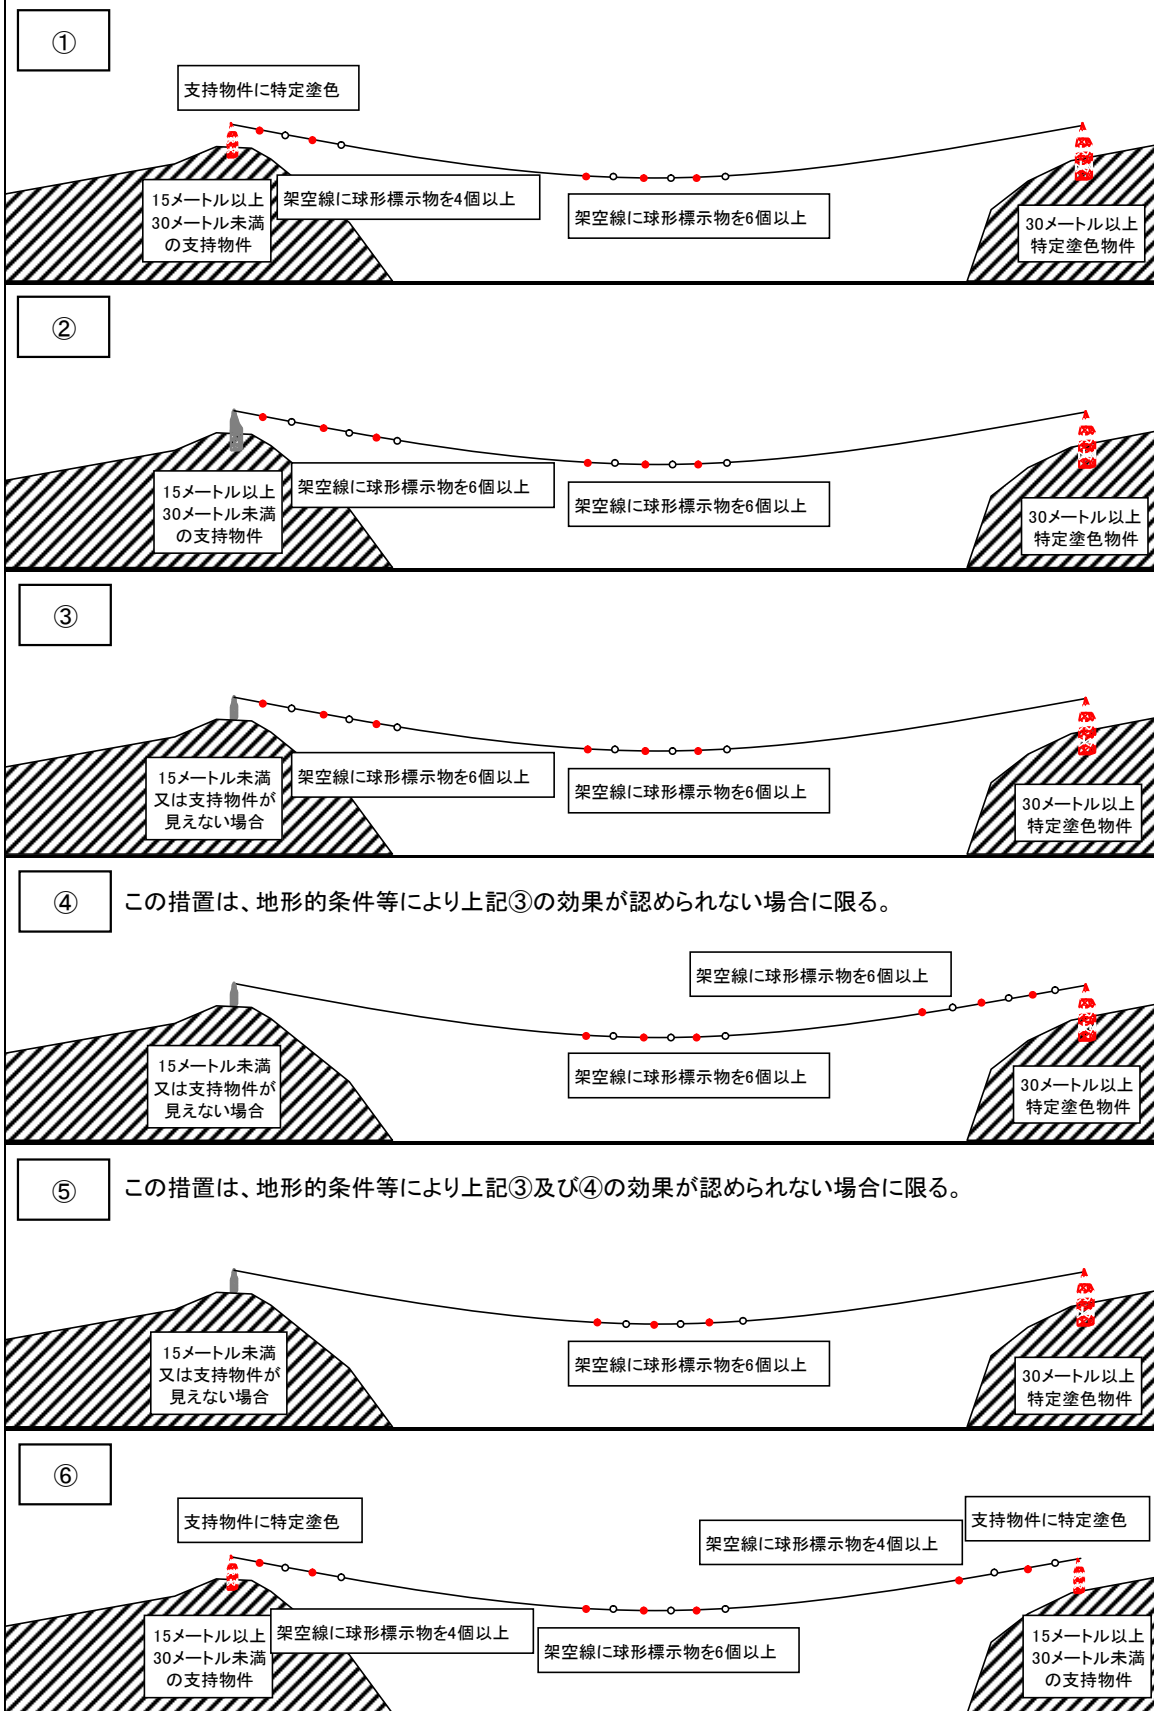 ①
支持物件に特定塗色
15メートル以上
30メートル未満
の支持物件
架空線に球形標示物を4個以上
架空線に球形標示物を6個以上
30メートル以上
特定塗色物件
②
15メートル以上
30メートル未満
の支持物件
架空線に球形標示物を6個以上
架空線に球形標示物を6個以上
30メートル以上
特定塗色物件
③
15メートル未満
又は支持物件が
見えない場合
架空線に球形標示物を6個以上
架空線に球形標示物を6個以上
30メートル以上
特定塗色物件
④
この措置は、地形的条件等により上記③の効果が認められない場合に限る。
架空線に球形標示物を6個以上
15メートル未満
又は支持物件が
見えない場合
架空線に球形標示物を6個以上
30メートル以上
特定塗色物件
⑤
この措置は、地形的条件等により上記③及び④の効果が認められない場合に限る。
15メートル未満
又は支持物件が
見えない場合
架空線に球形標示物を6個以上
30メートル以上
特定塗色物件
⑥
支持物件に特定塗色
架空線に球形標示物を4個以上
支持物件に特定塗色
15メートル以上
30メートル未満
の支持物件
架空線に球形標示物を4個以上
架空線に球形標示物を6個以上
15メートル以上
30メートル未満
の支持物件